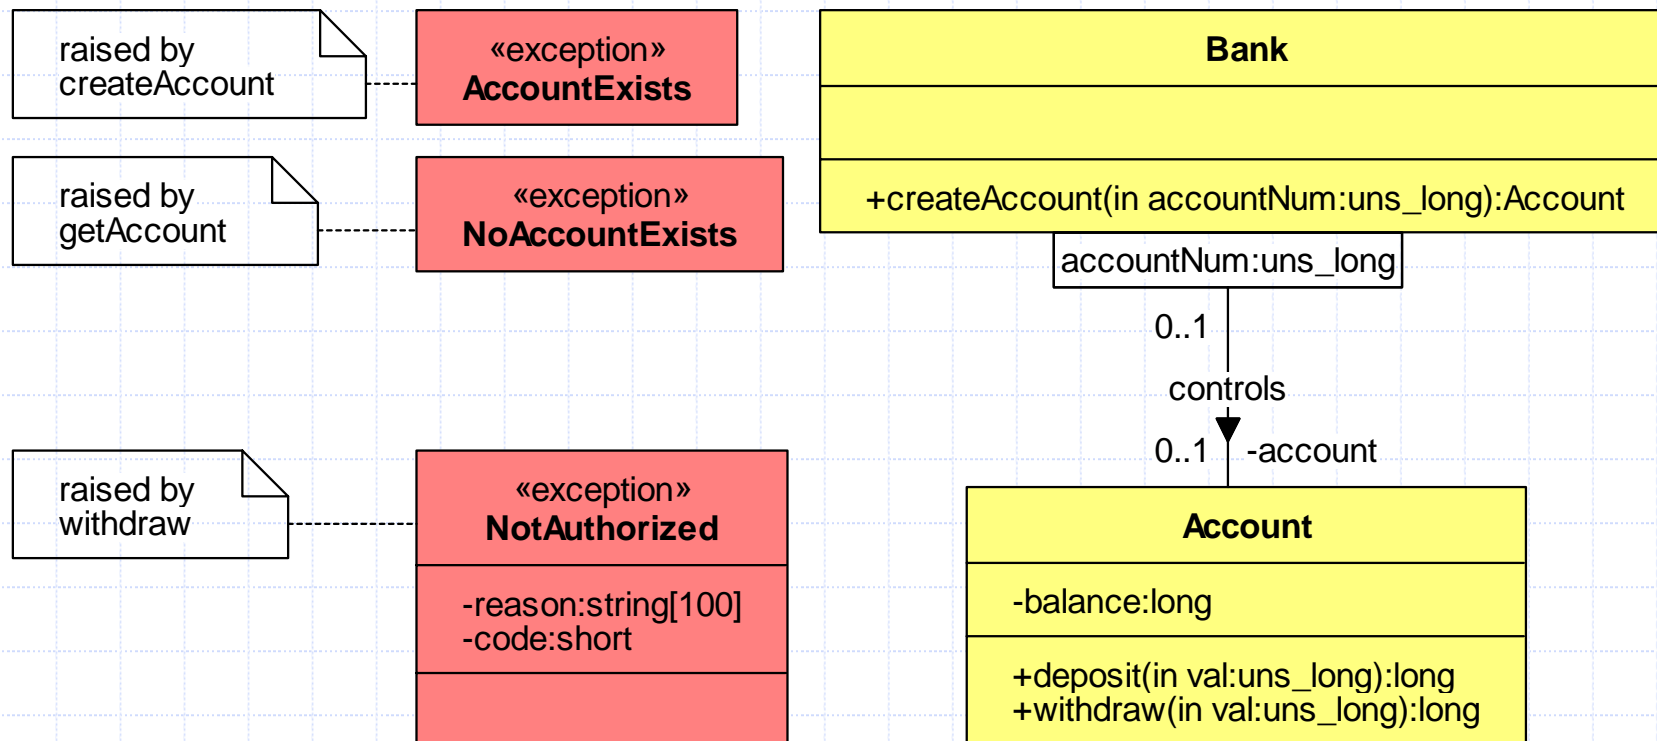 raised by
createAccount
«exception»
AccountExists
Bank
+createAccount(in accountNum:uns_long):Account
raised by
getAccount
«exception»
NoAccountExists
accountNum:uns_long
0..1
controls
0..1
-account
raised by
withdraw
«exception»
NotAuthorized
-reason:string[100]
-code:short
Account
-balance:long
+deposit(in val:uns_long):long
+withdraw(in val:uns_long):long